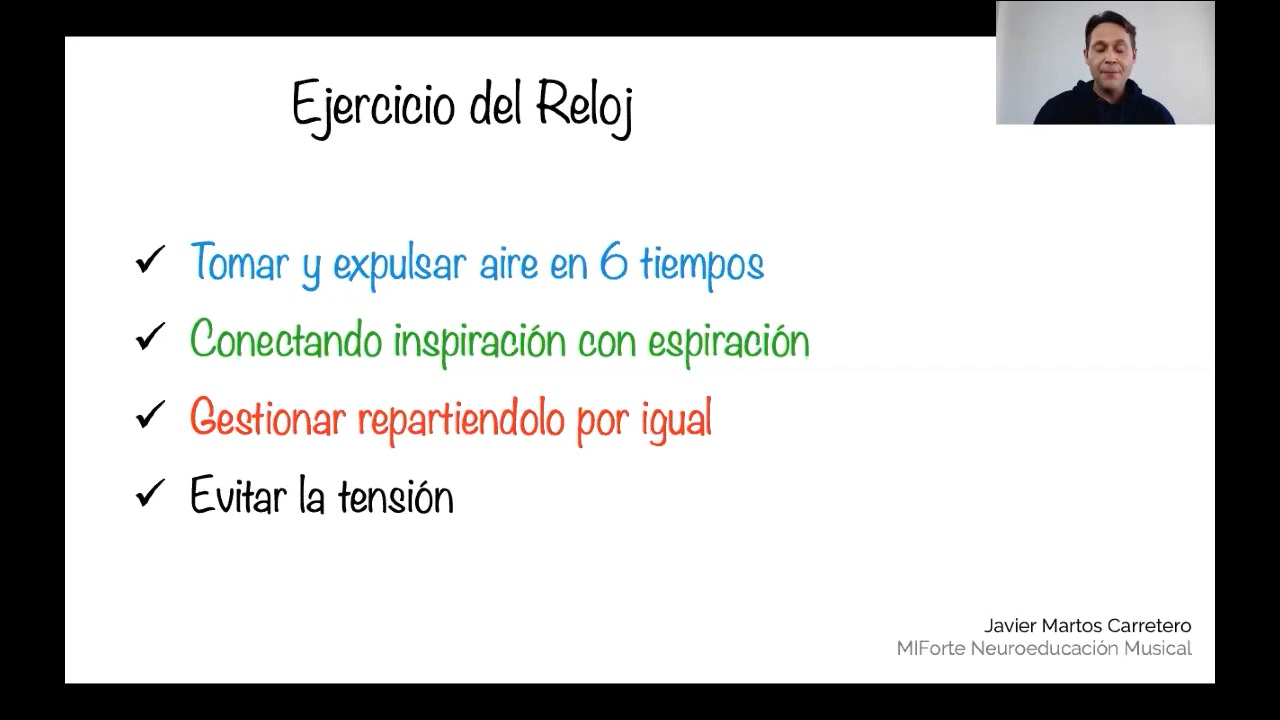 Ejercicio del Reloj
✓ Tomar y expulsar aire en 6 tiempos
✓ Conectando inspiración con espiración
✓ Gestionar repartiendolo por igual
✓ Evitar la tensión
Javier Martos Carretero
MIForte Neuroeducación Musical